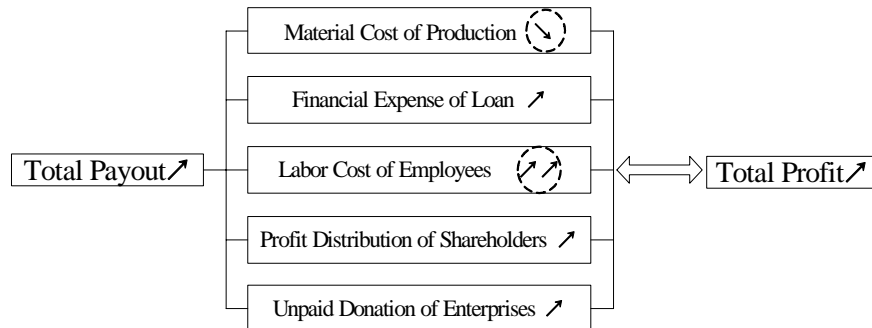 Material Cost of Production
Financial Expense of Loan
Total Payout
Labor Cost of Employees
Total Profit
Profit Distribution of Shareholders
Unpaid Donation of Enterprises